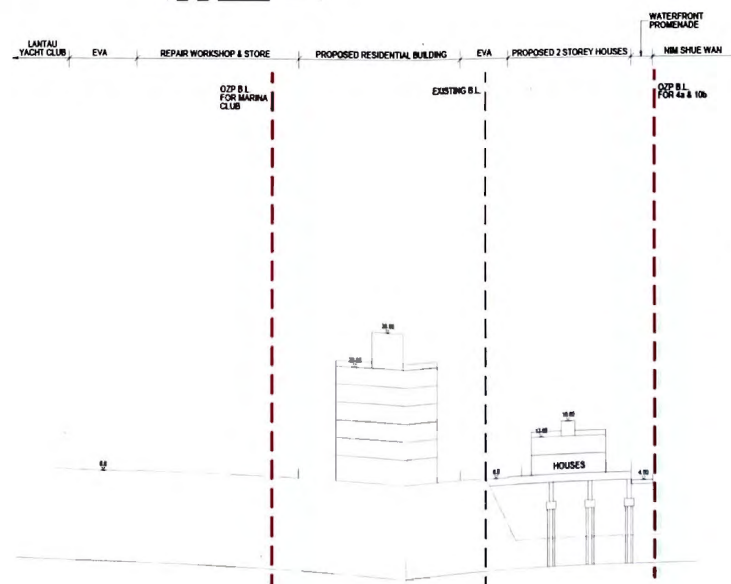 WATERFRONT
PROMENADE
LANTAU
YACHT CLUB
EVA
REPAIR WORKSHOP & STORE
PROPOSED RESIDENTIAL BUILDING
EVA
PROPOSED 2 STOREY HOUSES
NIM SHUE WAN
OZP B.L.
FOR MARINA
CLUB
EXISTING B.L.
OZP B.L.
FOR 4a & 10b
HOUSES